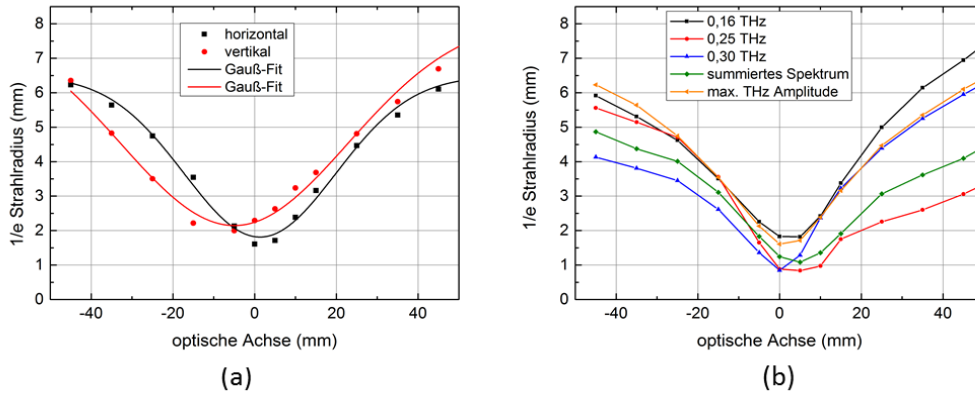 8
7
6
5
4
3
2
1
0
1/e Strahlradius (mm)
horizontal
vertikal
Gauß-Fit
Gauß-Fit
-40 -20 0 20 40
optische Achse (mm)
(a)
8
7
6
5
4
3
2
1
0
1/e Strahlradius (mm)
0,16 THz
0,25 THz
0,30 THz
summiertes Spektrum
max. THz Amplitude
-40 -20 0 20 40
optische Achse (mm)
(b)